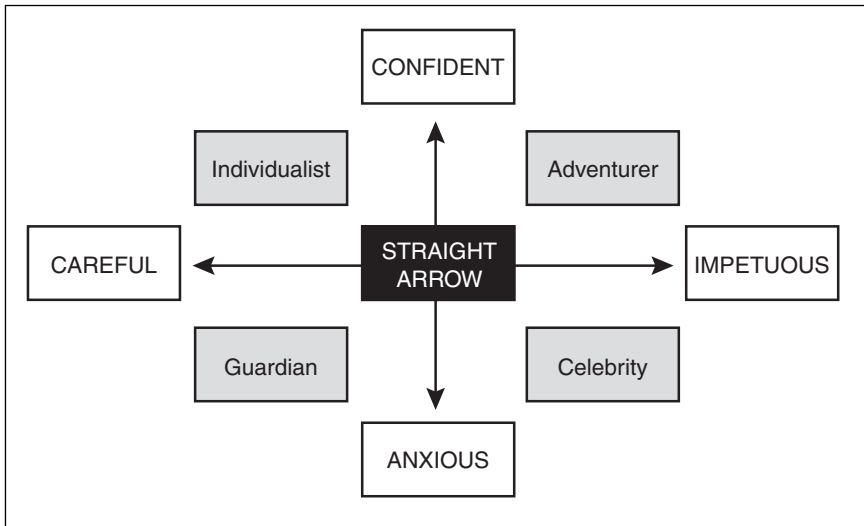 CONFIDENT
Individualist
Adventurer
CAREFUL
STRAIGHT
ARROW
IMPETUOUS
Guardian
Celebrity
ANXIOUS